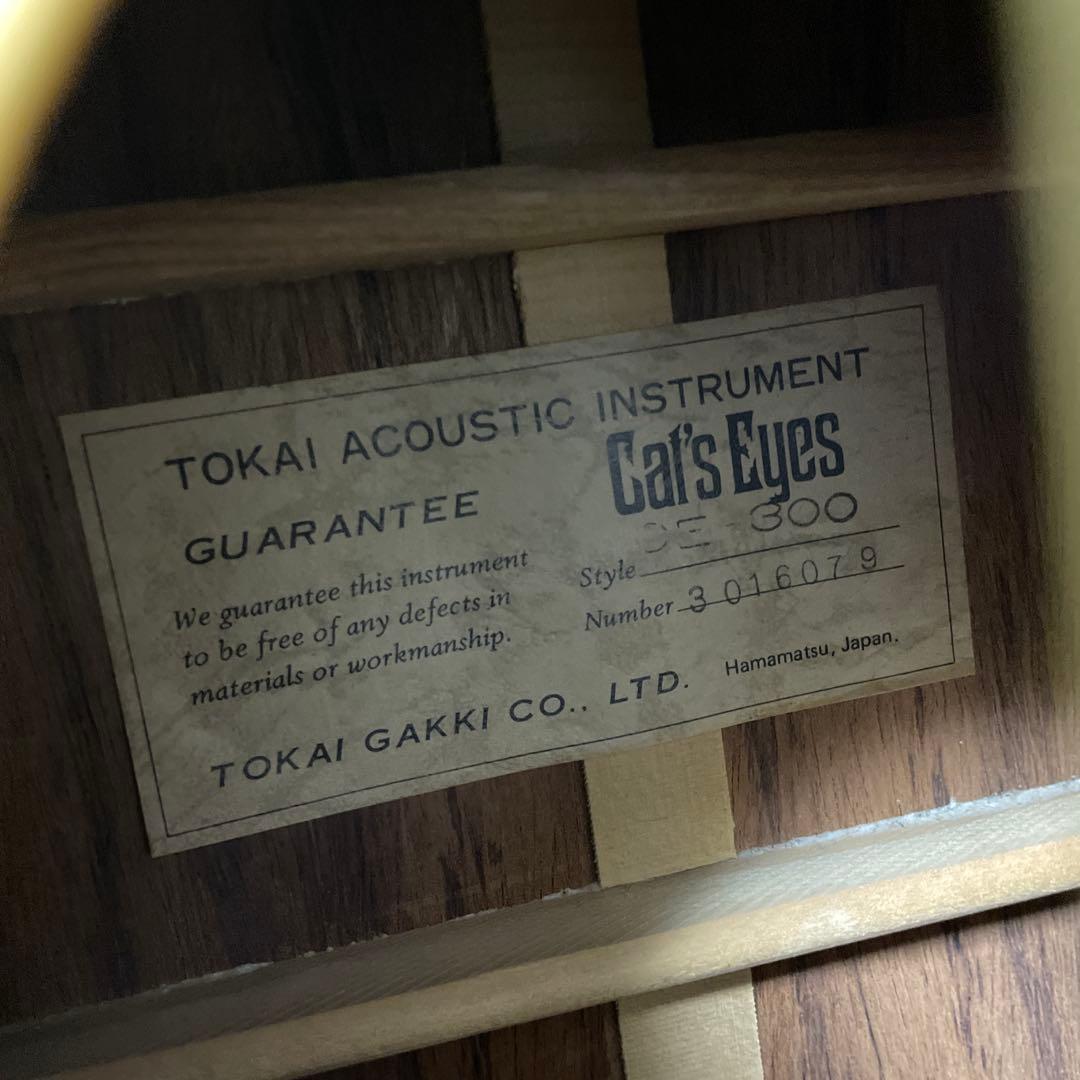 TOKAI ACOUSTIC INSTRUMENT
GUARANTEE
Cat's Eyes
We guarantee this instrument
to be free of any defects in
materials or workmanship.
Style CE-300
Number 3016079
TOKAI GAKKI CO., LTD.
Hamamatsu, Japan.